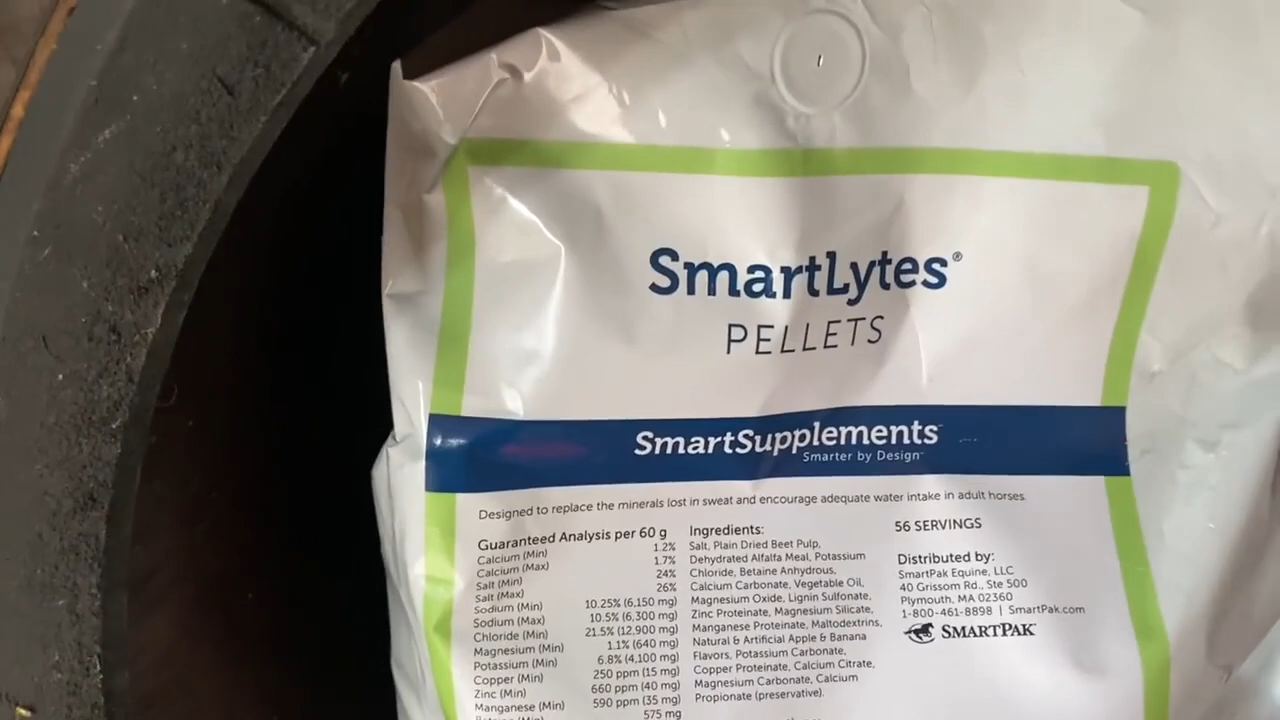 SmartLytes®
PELLETS
SmartSupplements™
Smarter by Design™
Designed to replace the minerals lost in sweat and encourage adequate water intake in adult horses.
Guaranteed Analysis per 60 g
Calcium (Min) 1.2%
Calcium (Max) 1.7%
Salt (Min) 24%
Salt (Max) 26%
Sodium (Min) 10.25% (6,150 mg)
Sodium (Max) 10.5% (6,300 mg)
Chloride (Min) 21.5% (12,900 mg)
Magnesium (Min) 1.1% (640 mg)
Potassium (Min) 6.8% (4,100 mg)
Copper (Min) 250 ppm (15 mg)
Zinc (Min) 660 ppm (40 mg)
Manganese (Min) 590 ppm (35 mg)
575 mg
Ingredients:
Salt, Plain Dried Beet Pulp,
Dehydrated Alfalfa Meal, Potassium
Chloride, Betaine Anhydrous,
Calcium Carbonate, Vegetable Oil,
Magnesium Oxide, Lignin Sulfonate,
Zinc Proteinate, Magnesium Silicate,
Manganese Proteinate, Maltodextrins,
Natural & Artificial Apple & Banana
Flavors, Potassium Carbonate,
Copper Proteinate, Calcium Citrate,
Magnesium Carbonate, Calcium
Propionate (preservative).
56 SERVINGS
Distributed by:
SmartPak Equine, LLC
40 Grissom Rd., Ste 500
Plymouth, MA 02360
1-800-461-8898 | SmartPak.com
SMARTPAK